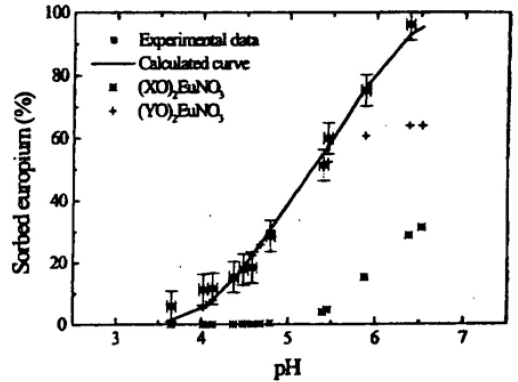 100
80
60
40
20
0
Sorbed europium (%)
Experimental data
Calculated curve
(XO)₂EuNO₃
(YO)₂EuNO₃
3 4 5 6 7
pH